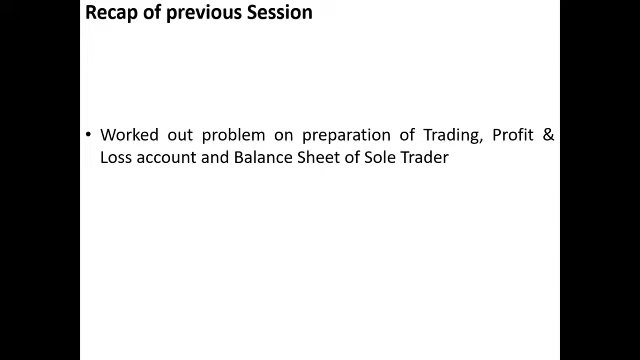 Recap of previous Session
• Worked out problem on preparation of Trading, Profit &
Loss account and Balance Sheet of Sole Trader